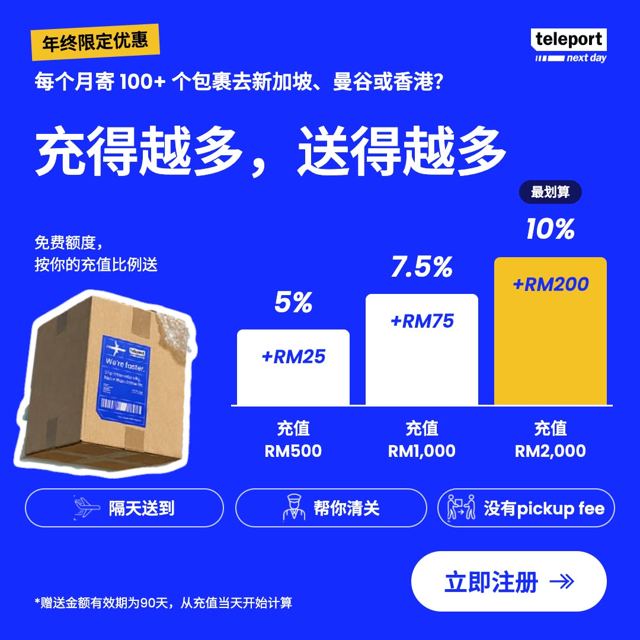 年终限定优惠
teleport
next day
每个月寄 100+ 个包裹去新加坡、曼谷或香港?
充得越多，送得越多
最划算
免费额度，
按你的充值比例送
5%
7.5%
10%
+RM25
+RM75
+RM200
teleport
We're faster.
充值
RM500
充值
RM1,000
充值
RM2,000
隔天送到
帮你清关
没有pickup fee
立即注册
*赠送金额有效期为90天，从充值当天开始计算